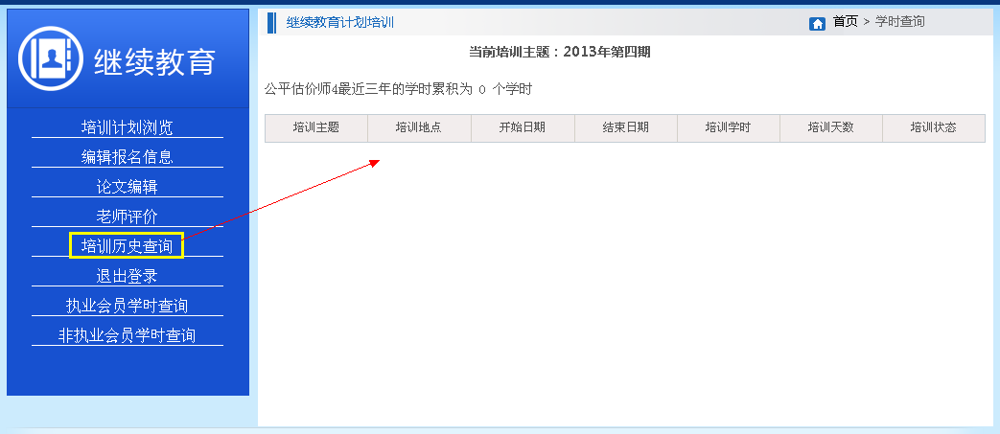 继续教育
培训计划浏览
编辑报名信息
论文编辑
老师评价
培训历史查询
退出登录
执业会员学时查询
非执业会员学时查询
继续教育计划培训
首页 > 学时查询
当前培训主题：2013年第四期
公平估价师4最近三年的学时累积为 0 个学时
培训主题 培训地点 开始日期 结束日期 培训学时 培训天数 培训状态